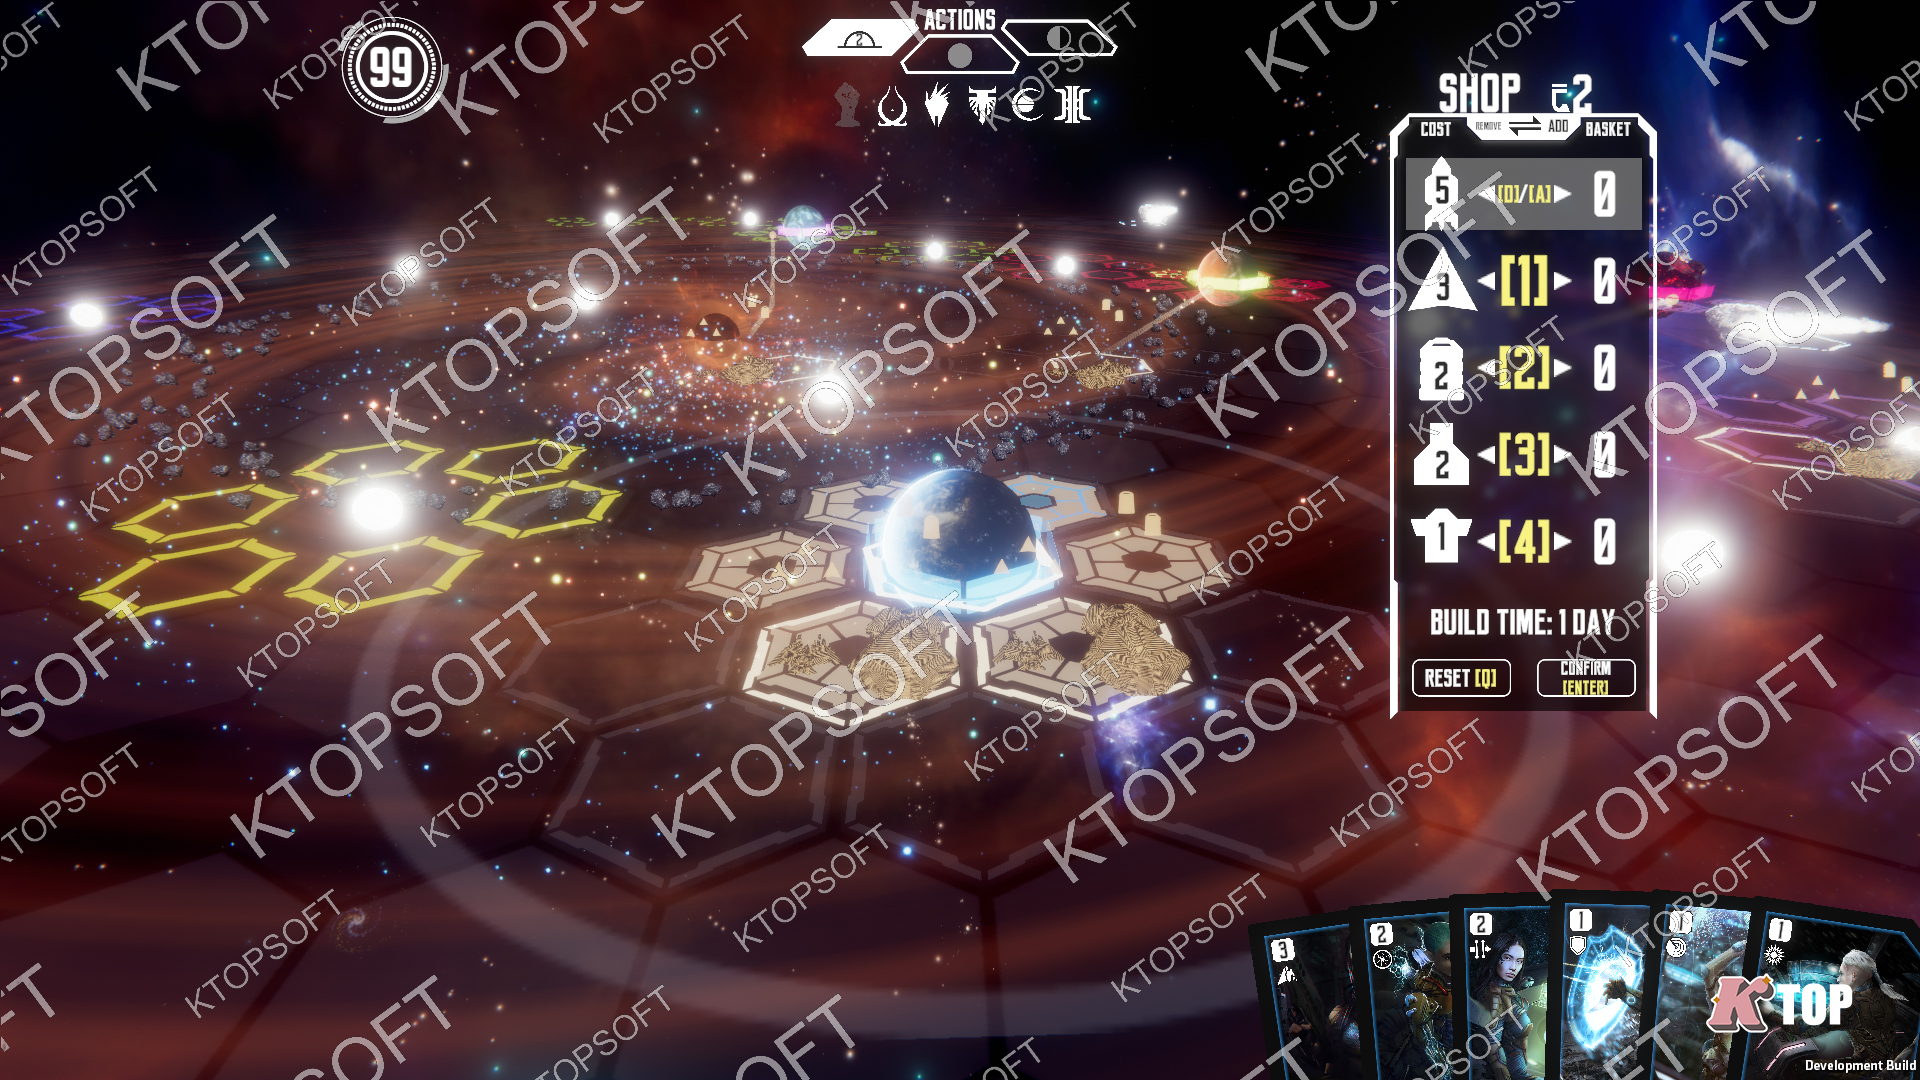 99
ACTIONS
2
SHOP 2
COST REMOVE ADD BASKET
5 [D]/[A] 0
3 [1] 0
2 [2] 0
2 [3] 0
1 [4] 0
BUILD TIME: 1 DAY
RESET [Q] CONFIRM [ENTER]
3 2 2 1 1 1
K TOP
Development Build
KTOPSOFT